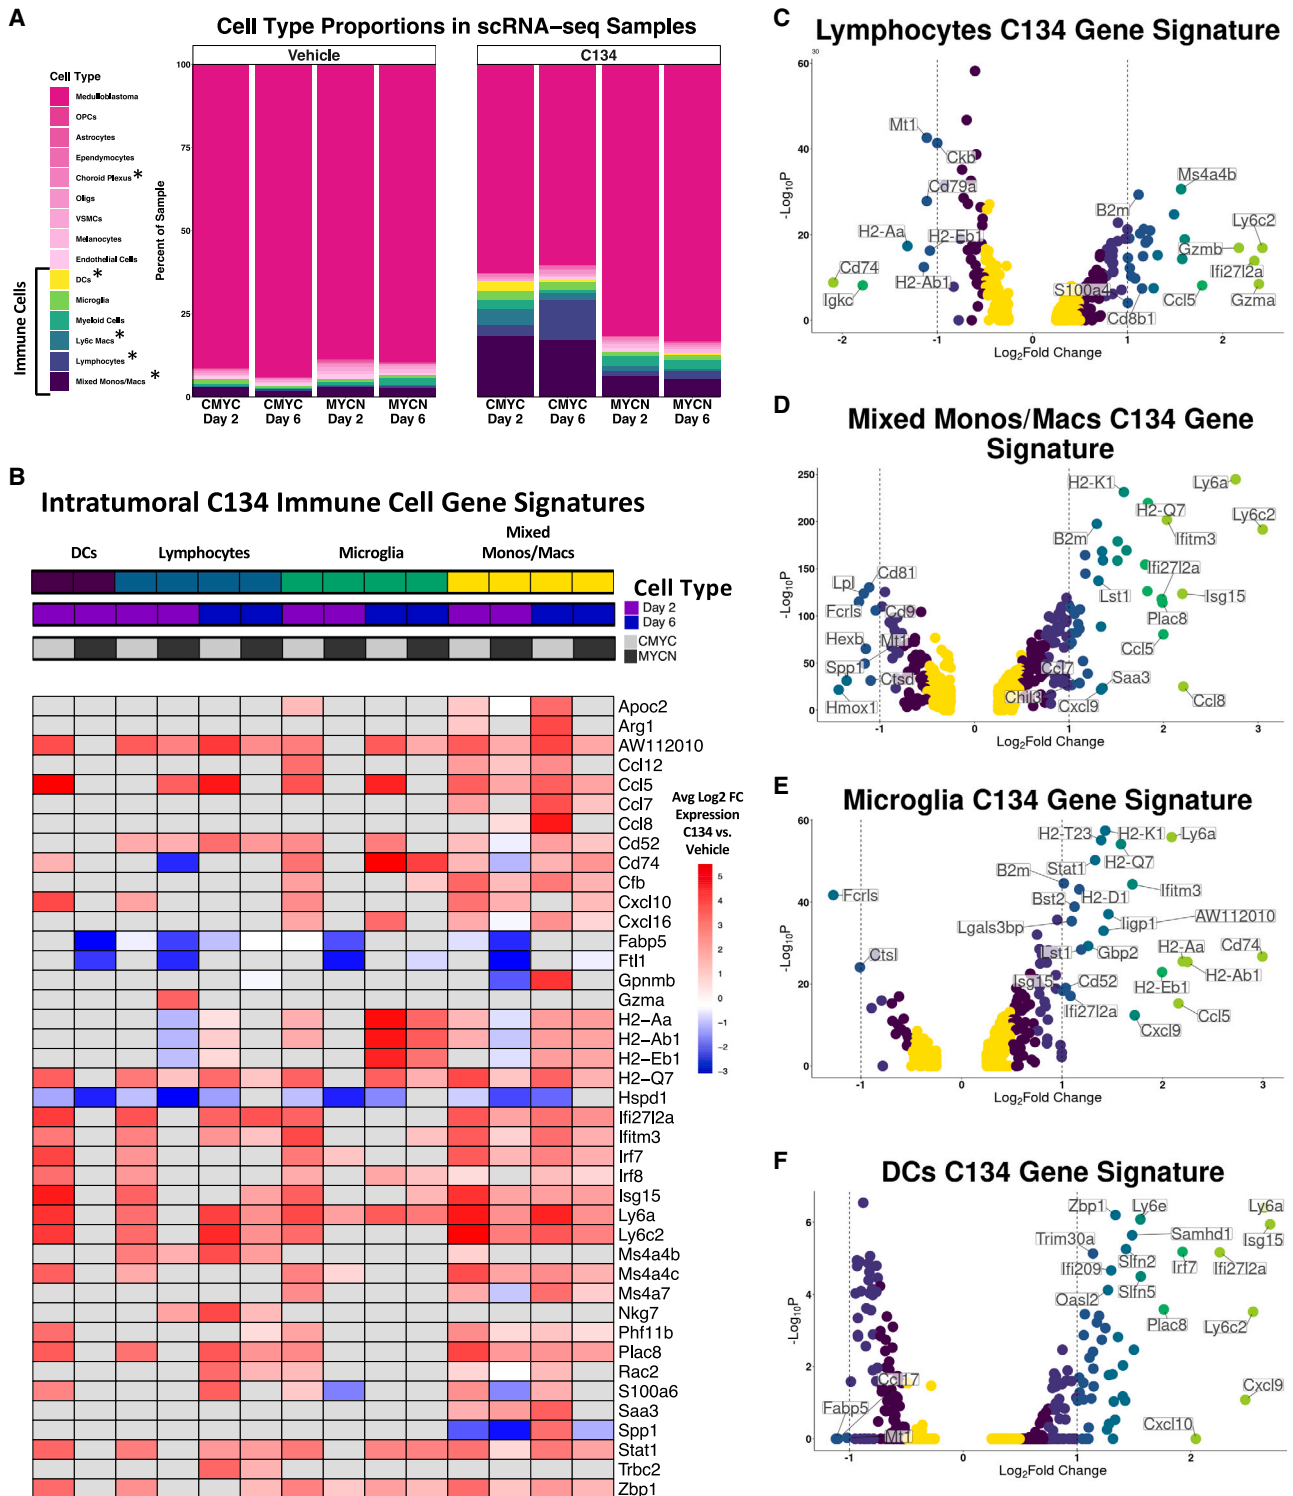 A
Cell Type Proportions in scRNA–seq Samples
Vehicle
C134
Cell Type
Medulloblastoma
OPCs
Astrocytes
Ependymocytes
Choroid Plexus *
Oligs
VSMCs
Melanocytes
Endothelial Cells
DCs *
Microglia
Myeloid Cells
Ly6c Macs *
Lymphocytes *
Mixed Monos/Macs *
Immune Cells
Percent of Sample
100
75
50
25
0
CMYC Day 2
CMYC Day 6
MYCN Day 2
MYCN Day 6
CMYC Day 2
CMYC Day 6
MYCN Day 2
MYCN Day 6
B
Intratumoral C134 Immune Cell Gene Signatures
DCs
Lymphocytes
Microglia
Mixed
Monos/Macs
Cell Type
Day 2
Day 6
CMYC
MYCN
Apoc2
Arg1
AW112010
Ccl12
Ccl5
Ccl7
Ccl8
Cd52
Cd74
Cfb
Cxcl10
Cxcl16
Fabp5
Ftl1
Gpnmb
Gzma
H2–Aa
H2–Ab1
H2–Eb1
H2–Q7
Hspd1
Ifi27l2a
Ifitm3
Irf7
Irf8
Isg15
Ly6a
Ly6c2
Ms4a4b
Ms4a4c
Ms4a7
Nkg7
Phf11b
Plac8
Rac2
S100a6
Saa3
Spp1
Stat1
Trbc2
Zbp1
Avg Log2 FC
Expression
C134 vs.
Vehicle
5
4
3
2
1
0
−1
−2
−3
C
Lymphocytes C134 Gene Signature
30
60
40
20
0
-Log10P
Mt1
Ckb
Cd79a
H2-Aa
H2-Eb1
H2-Ab1
Cd74
Igkc
Ms4a4b
B2m
Ly6c2
Gzmb
Ifi27l2a
S100a4
Ccl5
Gzma
Cd8b1
-2
-1
0
1
2
Log2Fold Change
D
Mixed Monos/Macs C134 Gene
Signature
250
200
150
100
50
0
-Log10P
H2-K1
Ly6a
H2-Q7
Ly6c2
B2m
Ifitm3
Ifi27l2a
Cd81
Lpl
Lst1
Isg15
Fcrls
Cd9
Plac8
Hexb
Mt1
Ccl5
Spp1
Ctsd
Ccl7
Saa3
Hmox1
Chil3
Cxcl9
Ccl8
-1
0
1
2
3
Log2Fold Change
E
Microglia C134 Gene Signature
60
40
20
0
-Log10P
H2-T23
H2-K1
Ly6a
Stat1
H2-Q7
B2m
Ifitm3
Fcrls
Bst2
H2-D1
Lgals3bp
Iigp1
AW112010
Ctsl
Lst1
Gbp2
H2-Aa
Cd74
Isg15
Cd52
H2-Ab1
H2-Eb1
Ifi27l2a
Ccl5
Cxcl9
-1
0
1
2
3
Log2Fold Change
F
DCs C134 Gene Signature
6
4
2
0
-Log10P
Zbp1
Ly6e
Ly6a
Trim30a
Samhd1
Isg15
Ifi209
Slfn2
Irf7
Ifi27l2a
Oasl2
Slfn5
Plac8
Ly6c2
Ccl17
Cxcl9
Fabp5
Mt1
Cxcl10
-1
0
1
2
Log2Fold Change